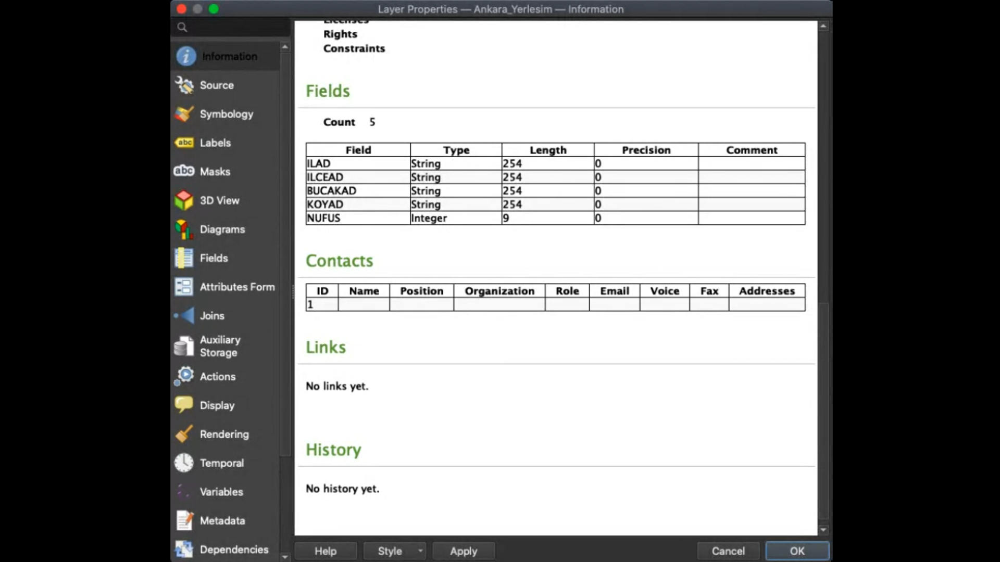 Layer Properties — Ankara_Yerlesim — Information
Information
Source
Symbology
abc Labels
abc Masks
3D View
Diagrams
Fields
Attributes Form
Joins
Auxiliary
Storage
Actions
Display
Rendering
Temporal
Variables
Metadata
Dependencies
Licenses
Rights
Constraints
Fields
Count 5
Field Type Length Precision Comment
ILAD String 254 0
ILCEAD String 254 0
BUCAKAD String 254 0
KOYAD String 254 0
NUFUS Integer 9 0
Contacts
ID Name Position Organization Role Email Voice Fax Addresses
1
Links
No links yet.
History
No history yet.
Help Style Apply Cancel OK